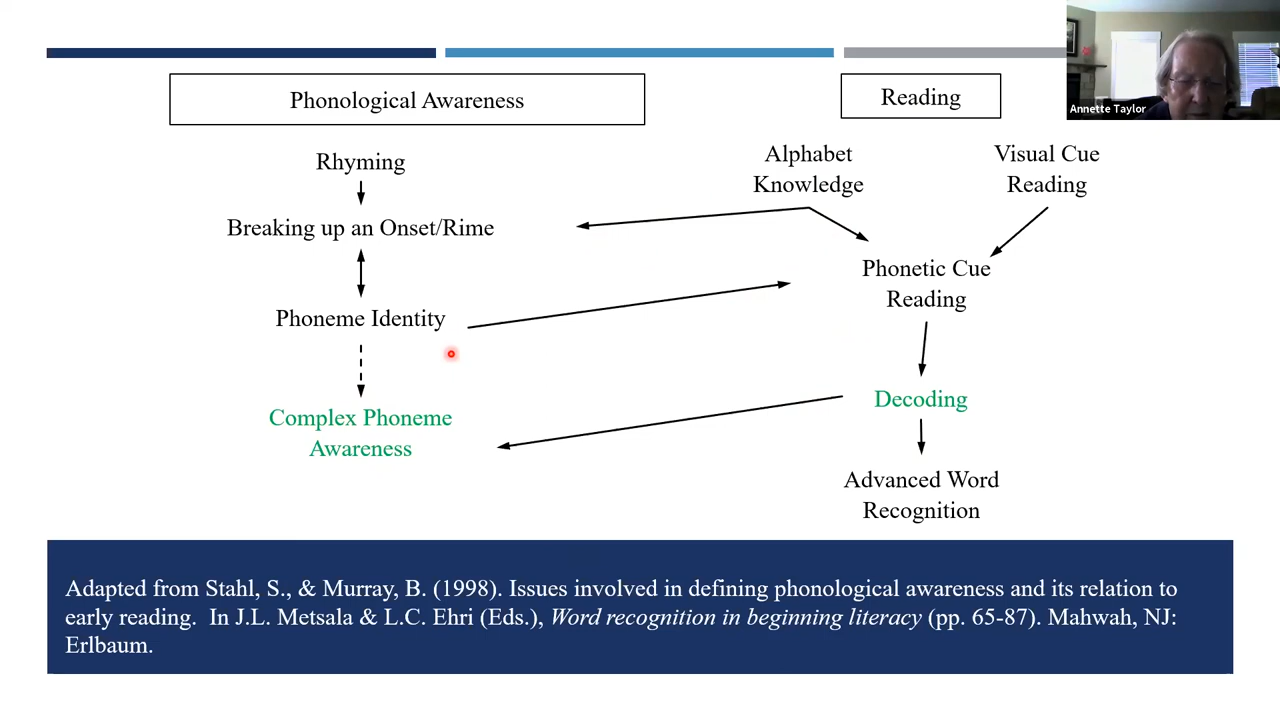 Phonological Awareness
Reading
Annette Taylor
Rhyming
Breaking up an Onset/Rime
Phoneme Identity
Complex Phoneme
Awareness
Alphabet
Knowledge
Visual Cue
Reading
Phonetic Cue
Reading
Decoding
Advanced Word
Recognition
Adapted from Stahl, S., & Murray, B. (1998). Issues involved in defining phonological awareness and its relation to
early reading.  In J.L. Metsala & L.C. Ehri (Eds.), Word recognition in beginning literacy (pp. 65-87). Mahwah, NJ:
Erlbaum.